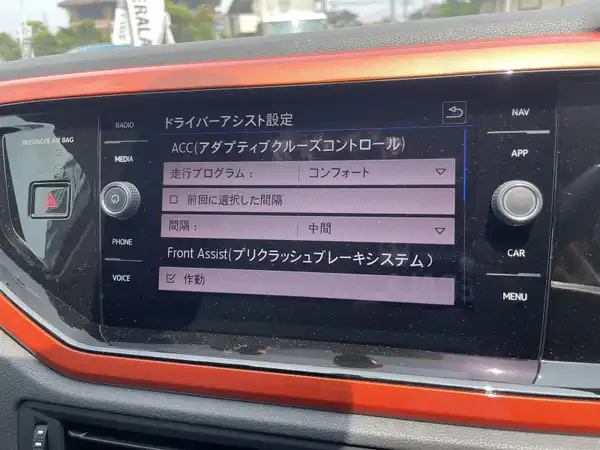 ERALA
RADIO
MEDIA
PHONE
VOICE
PASSENGER AIR BAG
ドライバーアシスト設定
ACC(アダプティブクルーズコントロール)
走行プログラム： コンフォート
前回に選択した間隔
間隔： 中間
Front Assist(プリクラッシュブレーキシステム)
作動
NAV
APP
CAR
MENU